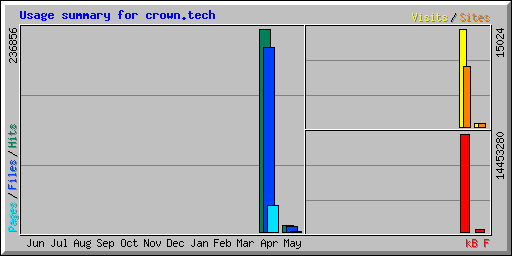 Usage summary for crown.tech
Visits/Sites
236856
15024
Pages/Files/Hits
14453280
Jun Jul Aug Sep Oct Nov Dec Jan Feb Mar Apr May
kB F